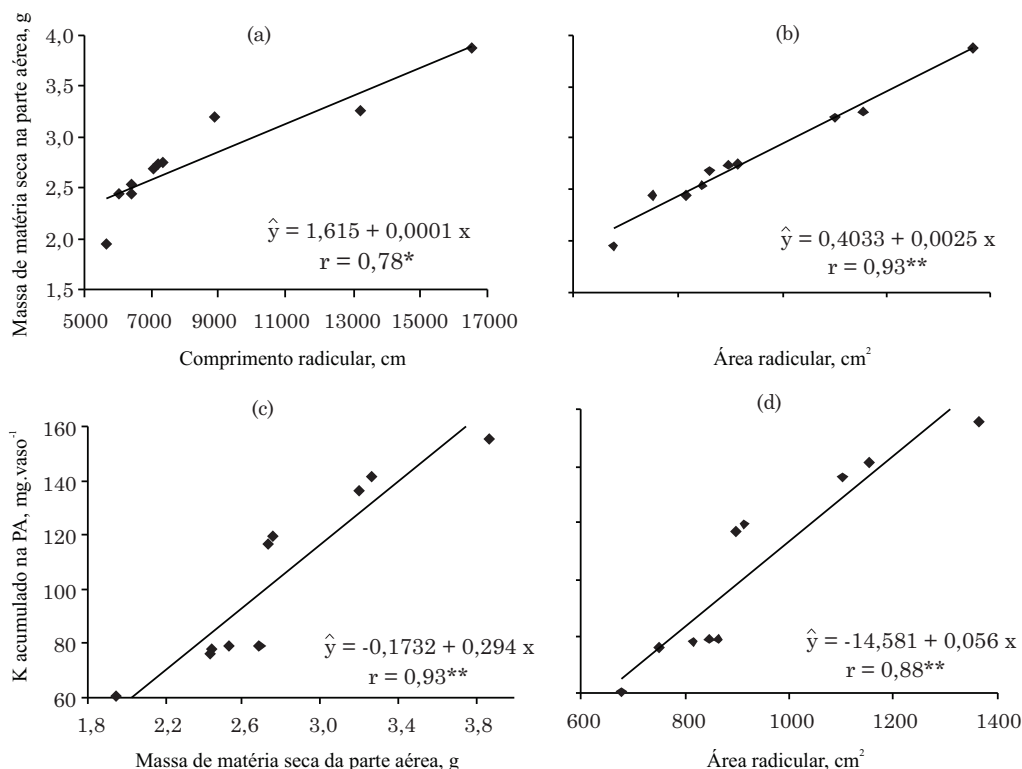 (a)
Massa de matéria seca na parte aérea, g
4,0
3,5
3,0
2,5
2,0
1,5
ŷ = 1,615 + 0,0001 x
r = 0,78*
5000 7000 9000 11000 13000 15000 17000
Comprimento radicular, cm
(b)
ŷ = 0,4033 + 0,0025 x
r = 0,93**
Área radicular, cm²
(c)
K acumulado na PA, mg.vaso⁻¹
160
140
120
100
80
60
ŷ = -0,1732 + 0,294 x
r = 0,93**
1,8 2,2 2,6 3,0 3,4 3,8
Massa de matéria seca da parte aérea, g
(d)
ŷ = -14,581 + 0,056 x
r = 0,88**
600 800 1000 1200 1400
Área radicular, cm²